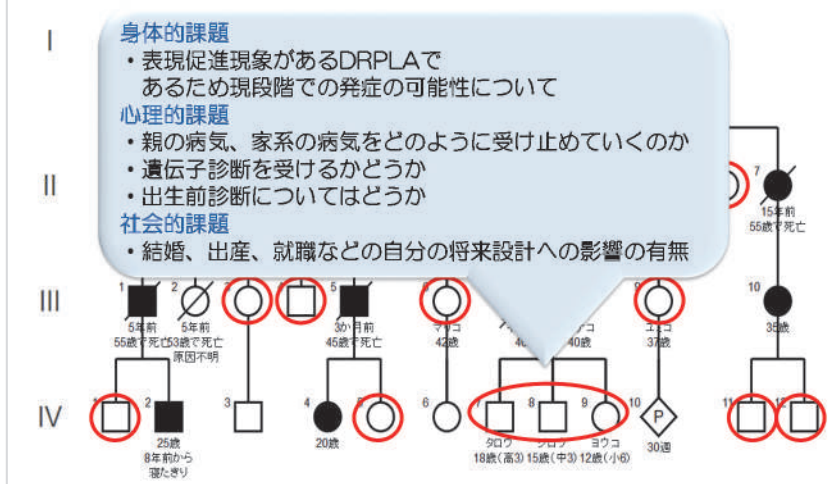 I
身体的課題
・表現促進現象があるDRPLAで
あるため現段階での発症の可能性について
心理的課題
・親の病気、家系の病気をどのように受け止めていくのか
・遺伝子診断を受けるかどうか
・出生前診断についてはどうか
社会的課題
・結婚、出産、就職などの自分の将来設計への影響の有無
II
7
15年前
55歳で死亡
III
1
2
5
9
10
5年前
55歳で死亡
5年前
53歳で死亡
原因不明
3か月前
45歳で死亡
マリコ
42歳
40歳
37歳
35歳
IV
1
2
3
4
5
6
7
8
9
10
11
12
P
25歳
8年前から
寝たきり
20歳
タロウ
18歳(高3)
ジロウ
15歳(中3)
ヨウコ
12歳(小6)
30週